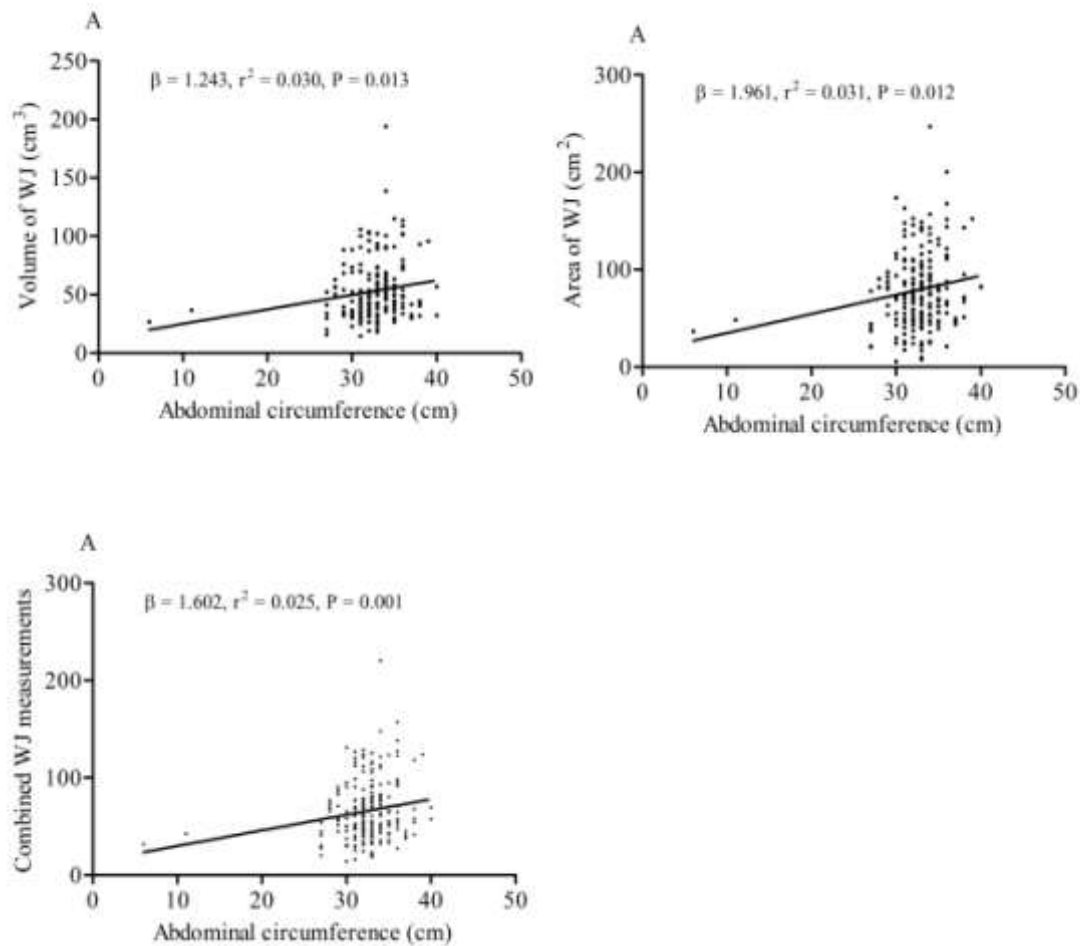 A
β = 1.243, r² = 0.030, P = 0.013
Volume of WJ (cm³)
250
200
150
100
50
0
0 10 20 30 40 50
Abdominal circumference (cm)
A
β = 1.961, r² = 0.031, P = 0.012
Area of WJ (cm²)
300
200
100
0
0 10 20 30 40 50
Abdominal circumference (cm)
A
β = 1.602, r² = 0.025, P = 0.001
Combined WJ measurements
300
200
100
0
0 10 20 30 40 50
Abdominal circumference (cm)